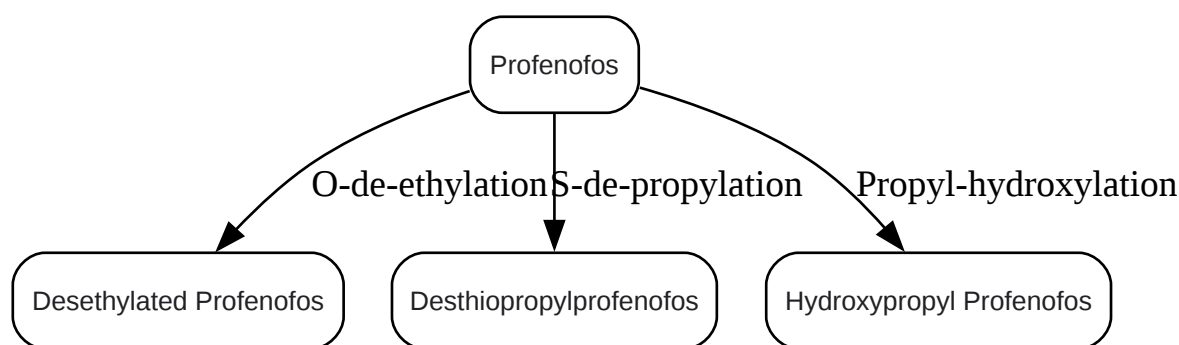 Profenofos
O-de-ethylation
S-de-propylation
Propyl-hydroxylation
Desethylated Profenofos
Desthiopropylprofenofos
Hydroxypropyl Profenofos